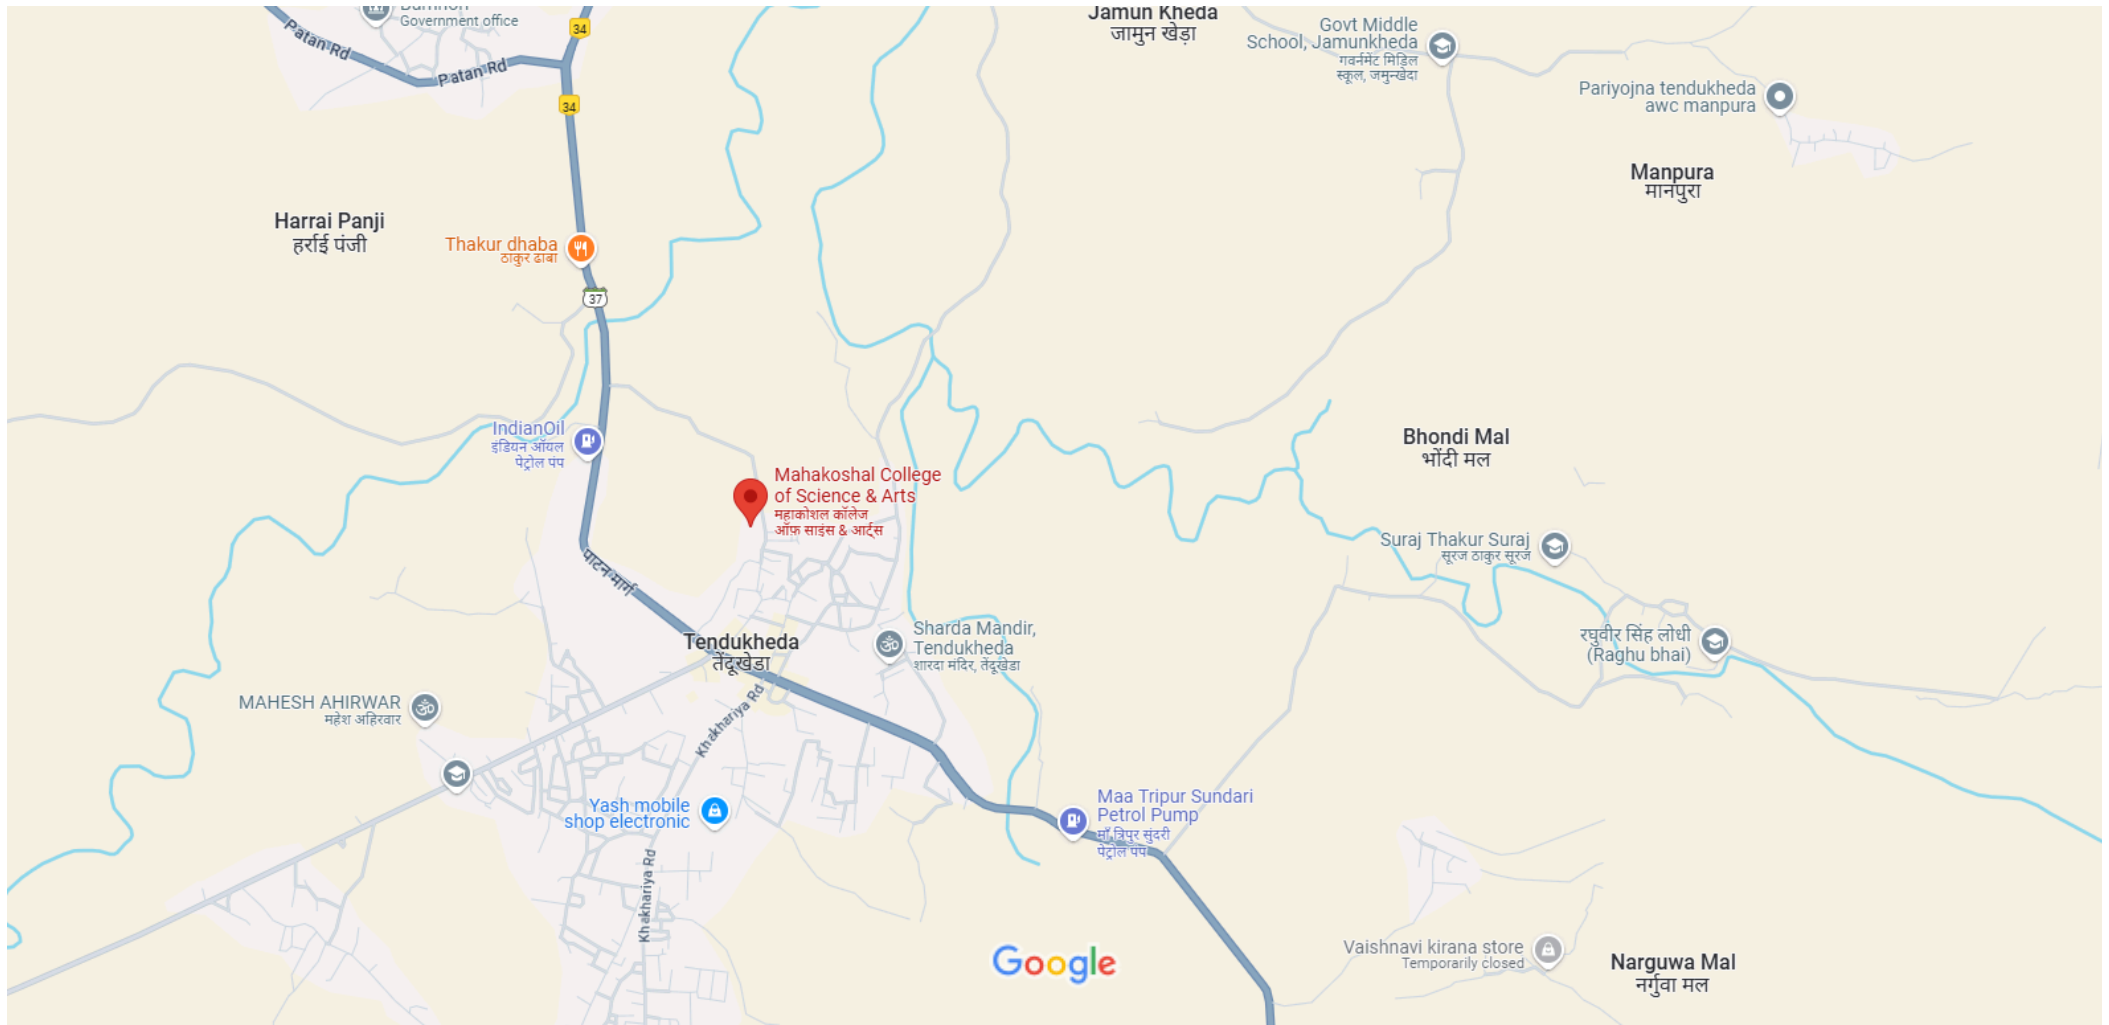 Government office
Patan Rd
Patan Rd
34
34
Jamun Kheda
जामुन खेड़ा
Govt Middle
School, Jamunkheda
गवर्नमेंट मिडिल
स्कूल, जमुन्खेदा
Pariyojna tendukheda
awc manpura
Manpura
मानपुरा
Harrai Panji
हर्राई पंजी
Thakur dhaba
ठाकुर ढाबा
37
IndianOil
इंडियन ऑयल
पेट्रोल पंप
Bhondi Mal
भोंदी मल
Mahakoshal College
of Science & Arts
महाकोशल कॉलेज
ऑफ़ साइंस & आर्ट्स
पाटन मार्ग
Suraj Thakur Suraj
सूरज ठाकुर सूरज
Tendukheda
तेंदूखेडा
Sharda Mandir,
Tendukheda
शारदा मंदिर, तेंदूखेडा
रघुवीर सिंह लोधी
(Raghu bhai)
MAHESH AHIRWAR
महेश अहिरवार
Khakhariya Rd
Yash mobile
shop electronic
Maa Tripur Sundari
Petrol Pump
माँ त्रिपुर सुंदरी
पेट्रोल पंप
Khakhariya Rd
Google
Vaishnavi kirana store
Temporarily closed
Narguwa Mal
नर्गुवा मल